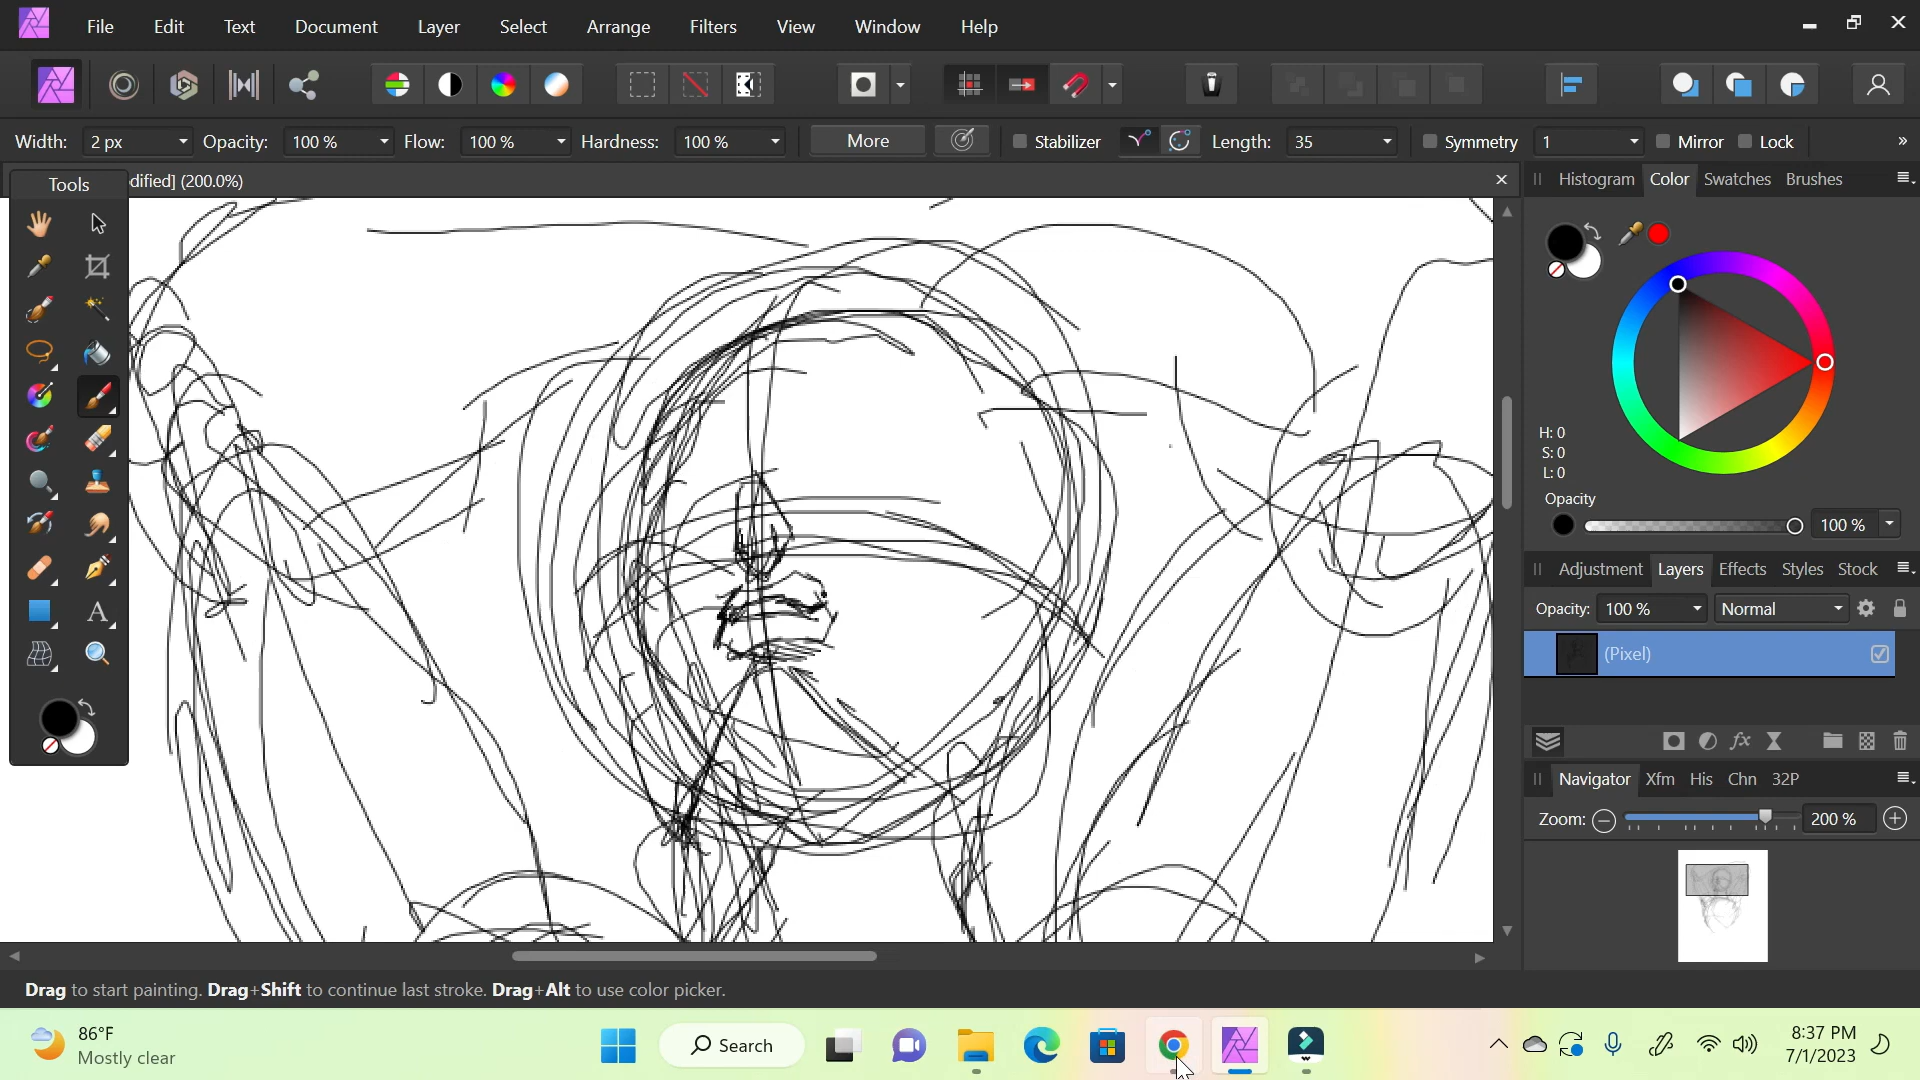 File Edit Text Document Layer Select Arrange Filters View Window Help
Width: 2 px Opacity: 100 % Flow: 100 % Hardness: 100 % More Stabilizer Length: 35 Symmetry 1 Mirror Lock »
Tools
dified] (200.0%)
Histogram Color Swatches Brushes
H: 0
S: 0
L: 0
Opacity
100 %
Adjustment Layers Effects Styles Stock
Opacity: 100 % Normal
(Pixel)
fx
Navigator Xfm His Chn 32P
Zoom: 200 %
A
Drag to start painting. Drag+Shift to continue last stroke. Drag+Alt to use color picker.
86°F
Mostly clear
Search
8:37 PM
7/1/2023